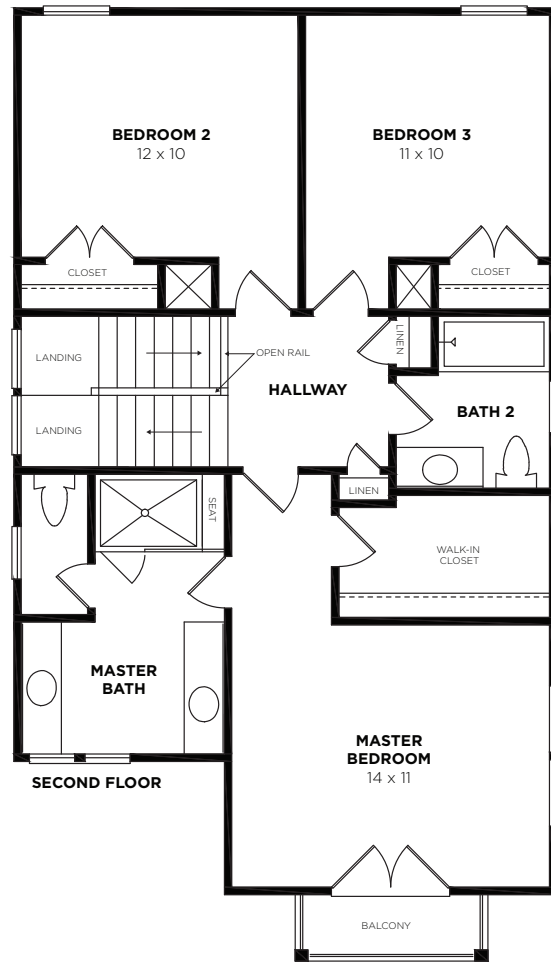 BEDROOM 2
12 x 10
BEDROOM 3
11 x 10
CLOSET
CLOSET
LANDING
OPEN RAIL
LINEN
HALLWAY
BATH 2
LANDING
LINEN
SEAT
WALK-IN
CLOSET
MASTER
BATH
MASTER
BEDROOM
14 x 11
SECOND FLOOR
BALCONY